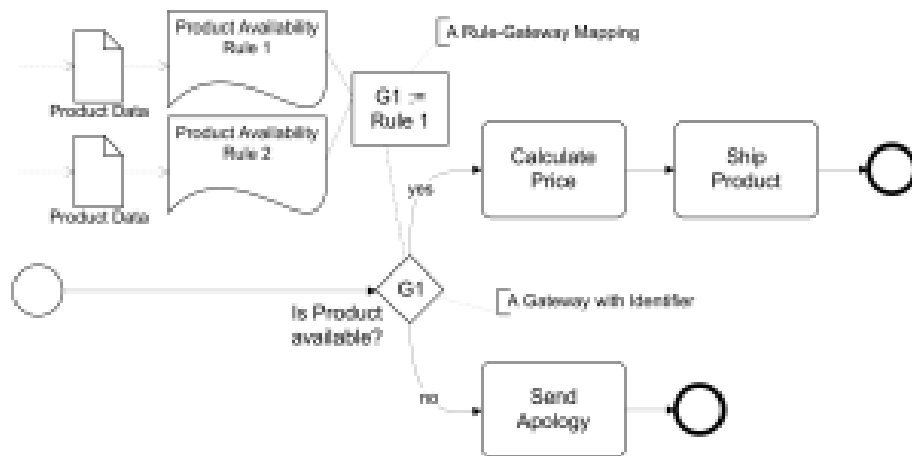 Product Availability
Rule 1
A Rule-Gateway Mapping
Product Data
G1 :=
Rule 1
Product Availability
Rule 2
Product Data
Calculate
Price
Ship
Product
yes
G1
Is Product
available?
A Gateway with Identifier
no
Send
Apology